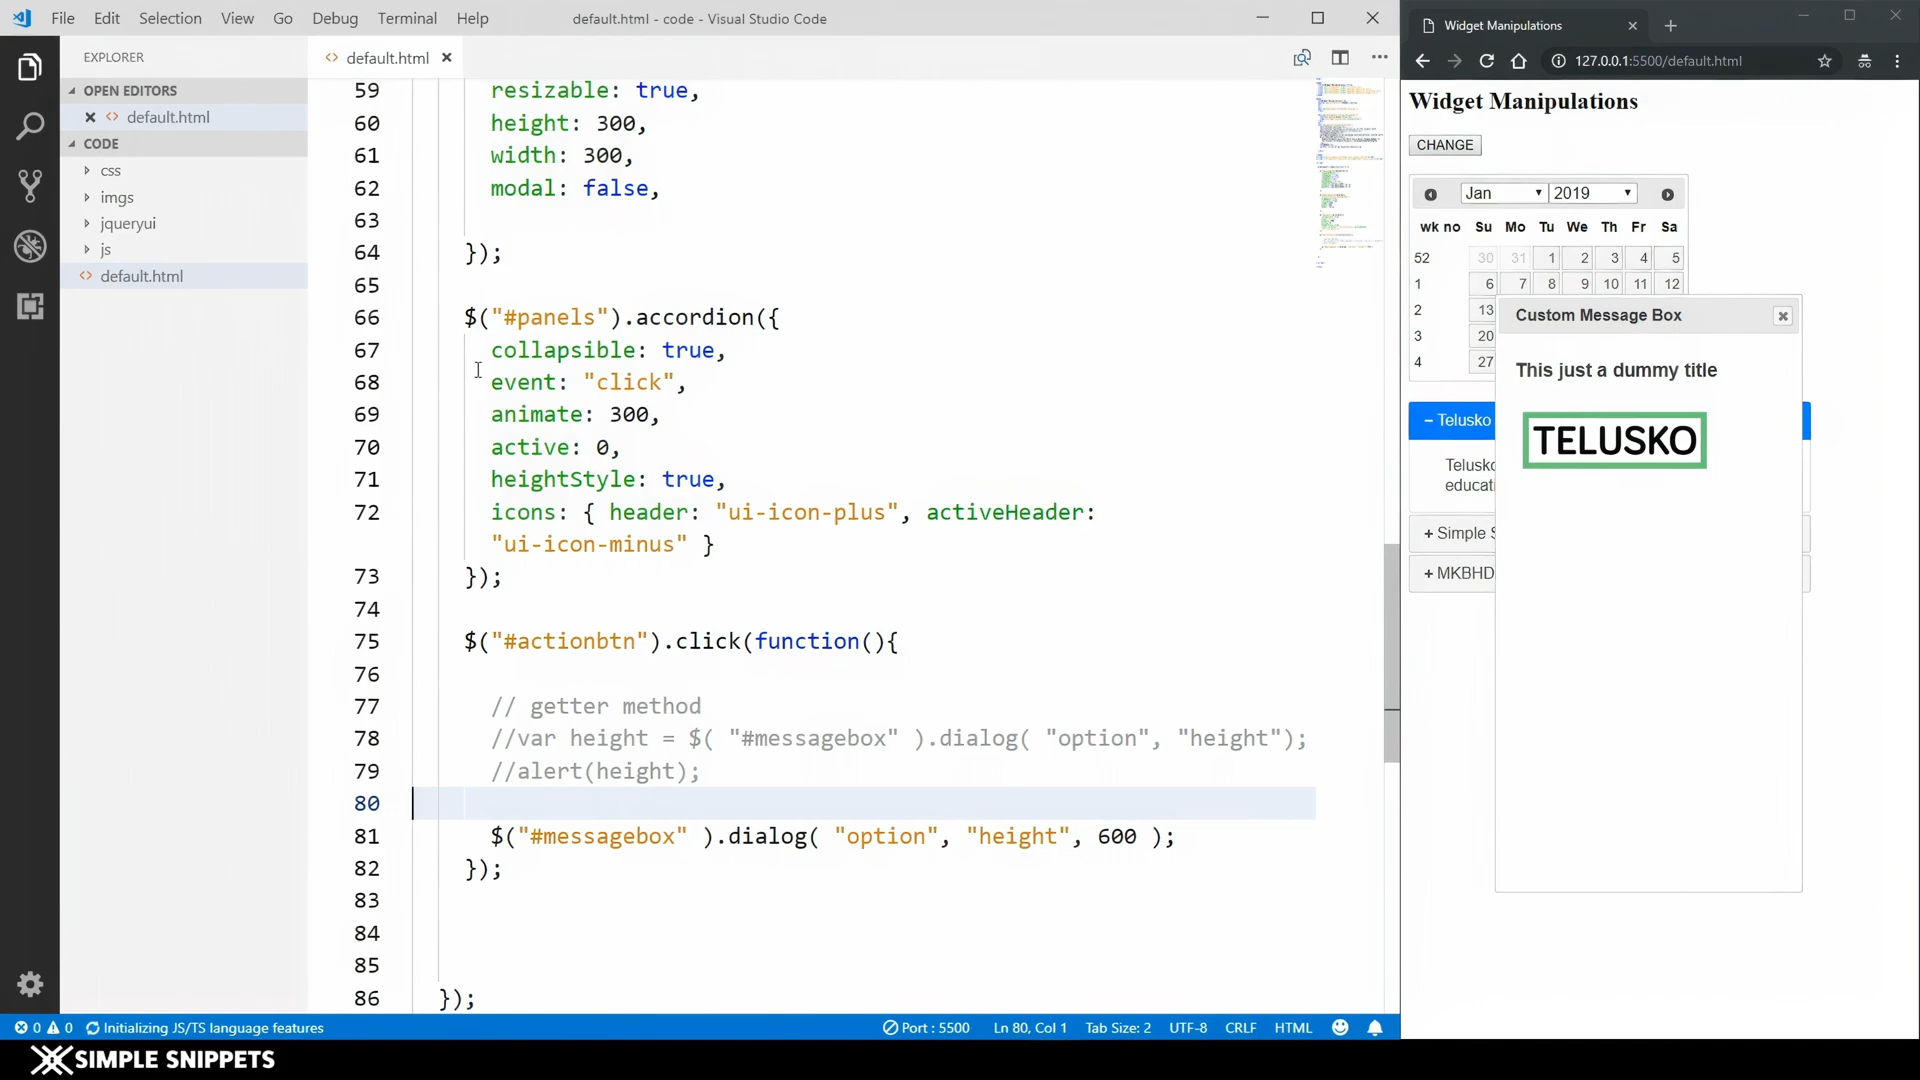 File Edit Selection View Go Debug Terminal Help default.html - code - Visual Studio Code
EXPLORER
OPEN EDITORS
default.html
CODE
css
imgs
jqueryui
js
default.html
default.html
59 resizable: true,
60 height: 300,
61 width: 300,
62 modal: false,
63
64 });
65
66 $("#panels").accordion({
67 collapsible: true,
68 event: "click",
69 animate: 300,
70 active: 0,
71 heightStyle: true,
72 icons: { header: "ui-icon-plus", activeHeader:
"ui-icon-minus" }
73 });
74
75 $("#actionbtn").click(function(){
76
77 // getter method
78 //var height = $( "#messagebox" ).dialog( "option", "height");
79 //alert(height);
80
81 $("#messagebox" ).dialog( "option", "height", 600 );
82 });
83
84
85
86 });
0 0 Initializing JS/TS language features Port : 5500 Ln 80, Col 1 Tab Size: 2 UTF-8 CRLF HTML
SIMPLE SNIPPETS
Widget Manipulations
127.0.0.1:5500/default.html
Widget Manipulations
CHANGE
Jan 2019
wk no Su Mo Tu We Th Fr Sa
52 30 31 1 2 3 4 5
1 6 7 8 9 10 11 12
2 13
3 20
4 27
Telusko
Telusko
educati
Simple S
MKBHD
Custom Message Box
This just a dummy title
TELUSKO